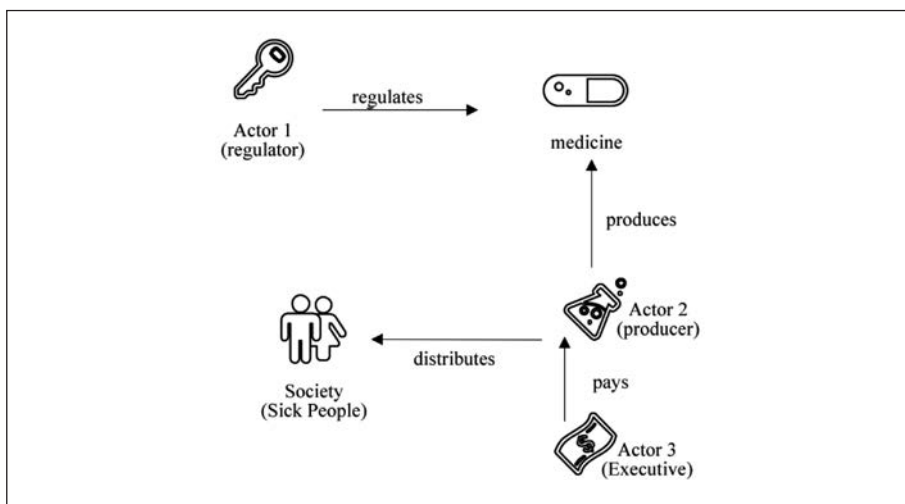 regulates
Actor 1
(regulator)
medicine
produces
Actor 2
(producer)
distributes
Society
(Sick People)
pays
Actor 3
(Executive)
$